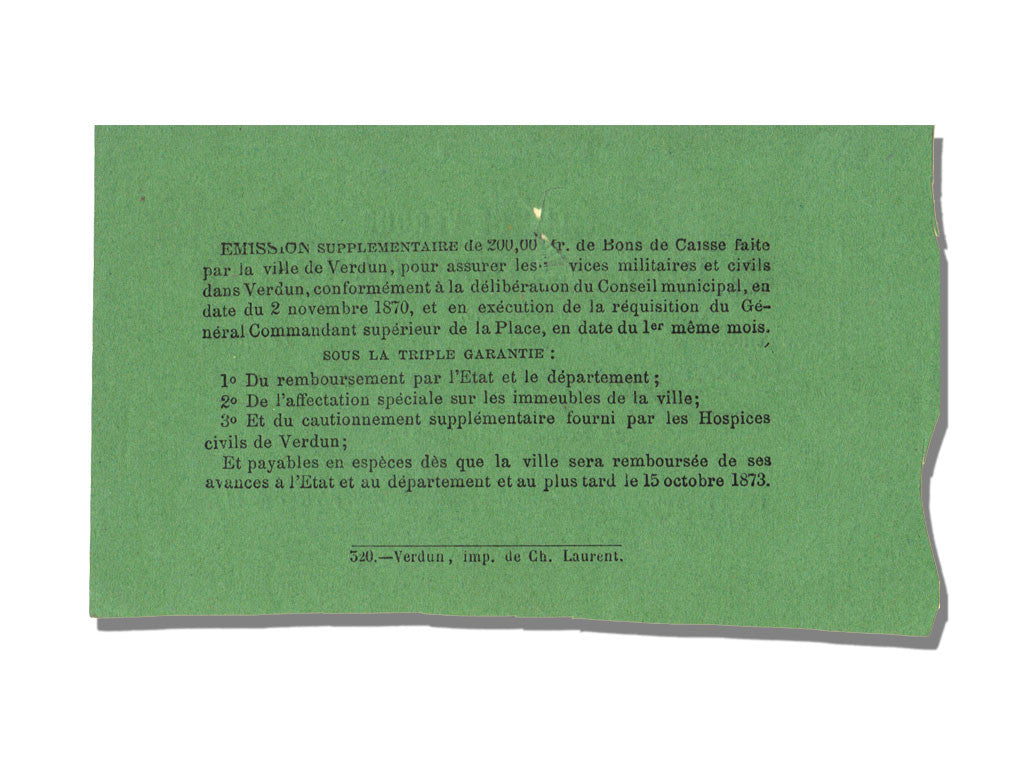 EMISSION SUPPLEMENTAIRE de 200,00 fr. de Bons de Caisse faite
par la ville de Verdun, pour assurer les vices militaires et civils
dans Verdun, conformément à la délibération du Conseil municipal, en
date du 2 novembre 1870, et en exécution de la réquisition du Gé-
néral Commandant supérieur de la Place, en date du 1er même mois.
SOUS LA TRIPLE GARANTIE :
1o Du remboursement par l'Etat et le département ;
2o De l'affectation spéciale sur les immeubles de la ville;
3o Et du cautionnement supplémentaire fourni par les Hospices
civils de Verdun;
Et payables en espèces dès que la ville sera remboursée de ses
avances à l'Etat et au département et au plus tard le 15 octobre 1873.
320.—Verdun, imp. de Ch. Laurent.